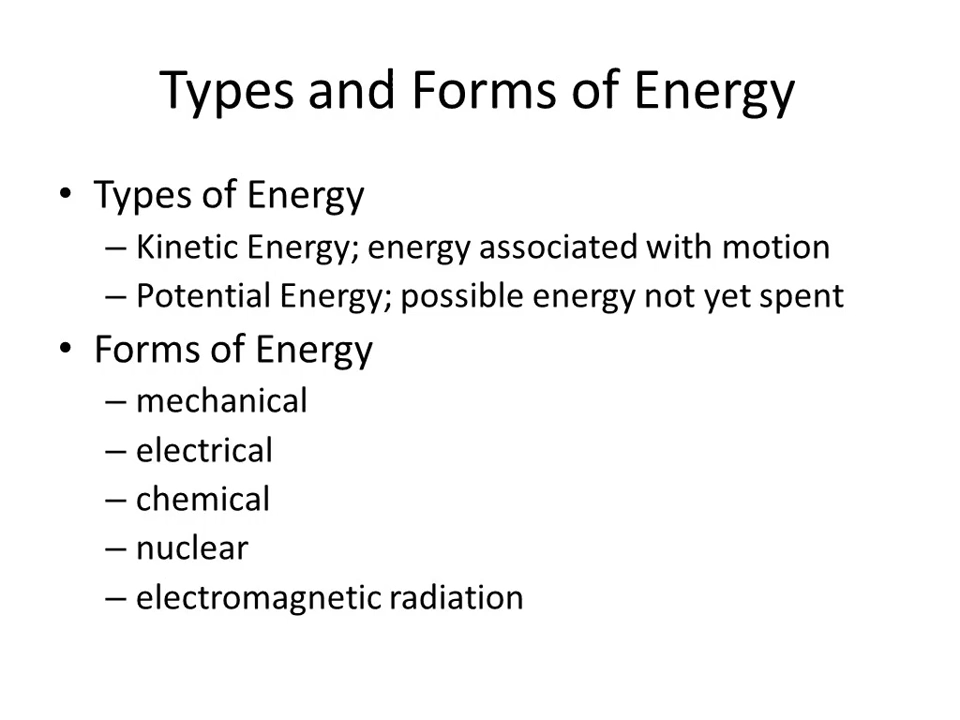 Types and Forms of Energy
• Types of Energy
– Kinetic Energy; energy associated with motion
– Potential Energy; possible energy not yet spent
• Forms of Energy
– mechanical
– electrical
– chemical
– nuclear
– electromagnetic radiation